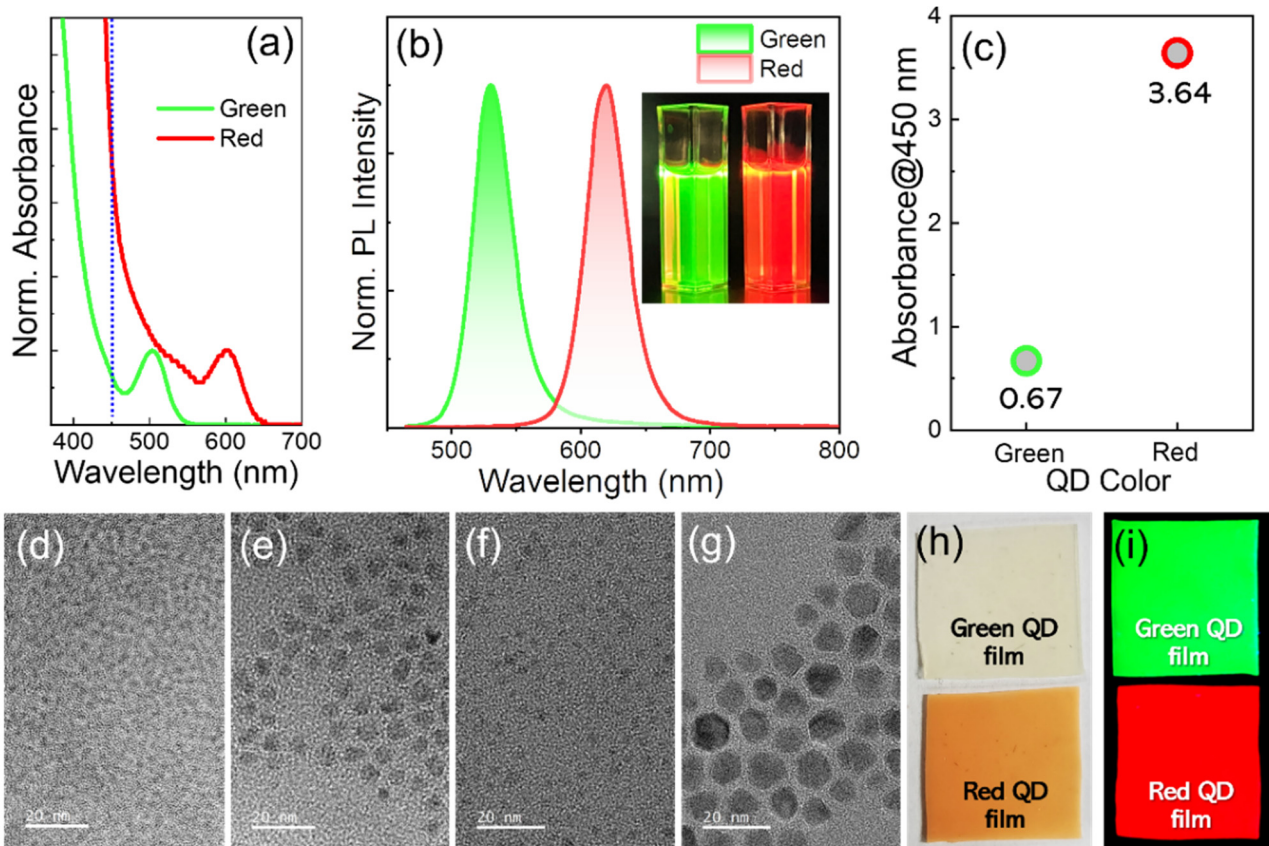 (a)
Green
Red
Norm. Absorbance
400 500 600 700
Wavelength (nm)
(b)
Green
Red
Norm. PL Intensity
500 600 700 800
Wavelength (nm)
(c)
Absorbance@450 nm
4
3
2
1
0
3.64
0.67
Green Red
QD Color
(d)
20 nm
(e)
20 nm
(f)
20 nm
(g)
20 nm
(h)
Green QD
film
Red QD
film
(i)
Green QD
film
Red QD
film